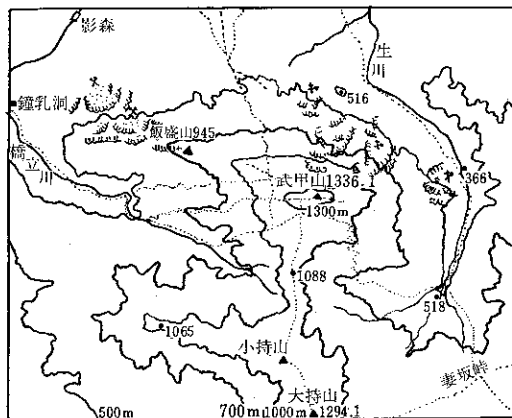 影森
生川
鐘乳洞
516
飯盛山945
橋立川
366
武甲山1336.1
1300m
1088
518
1065
小持山
妻坂峠
大持山
500m
700m
1000m
1294.1